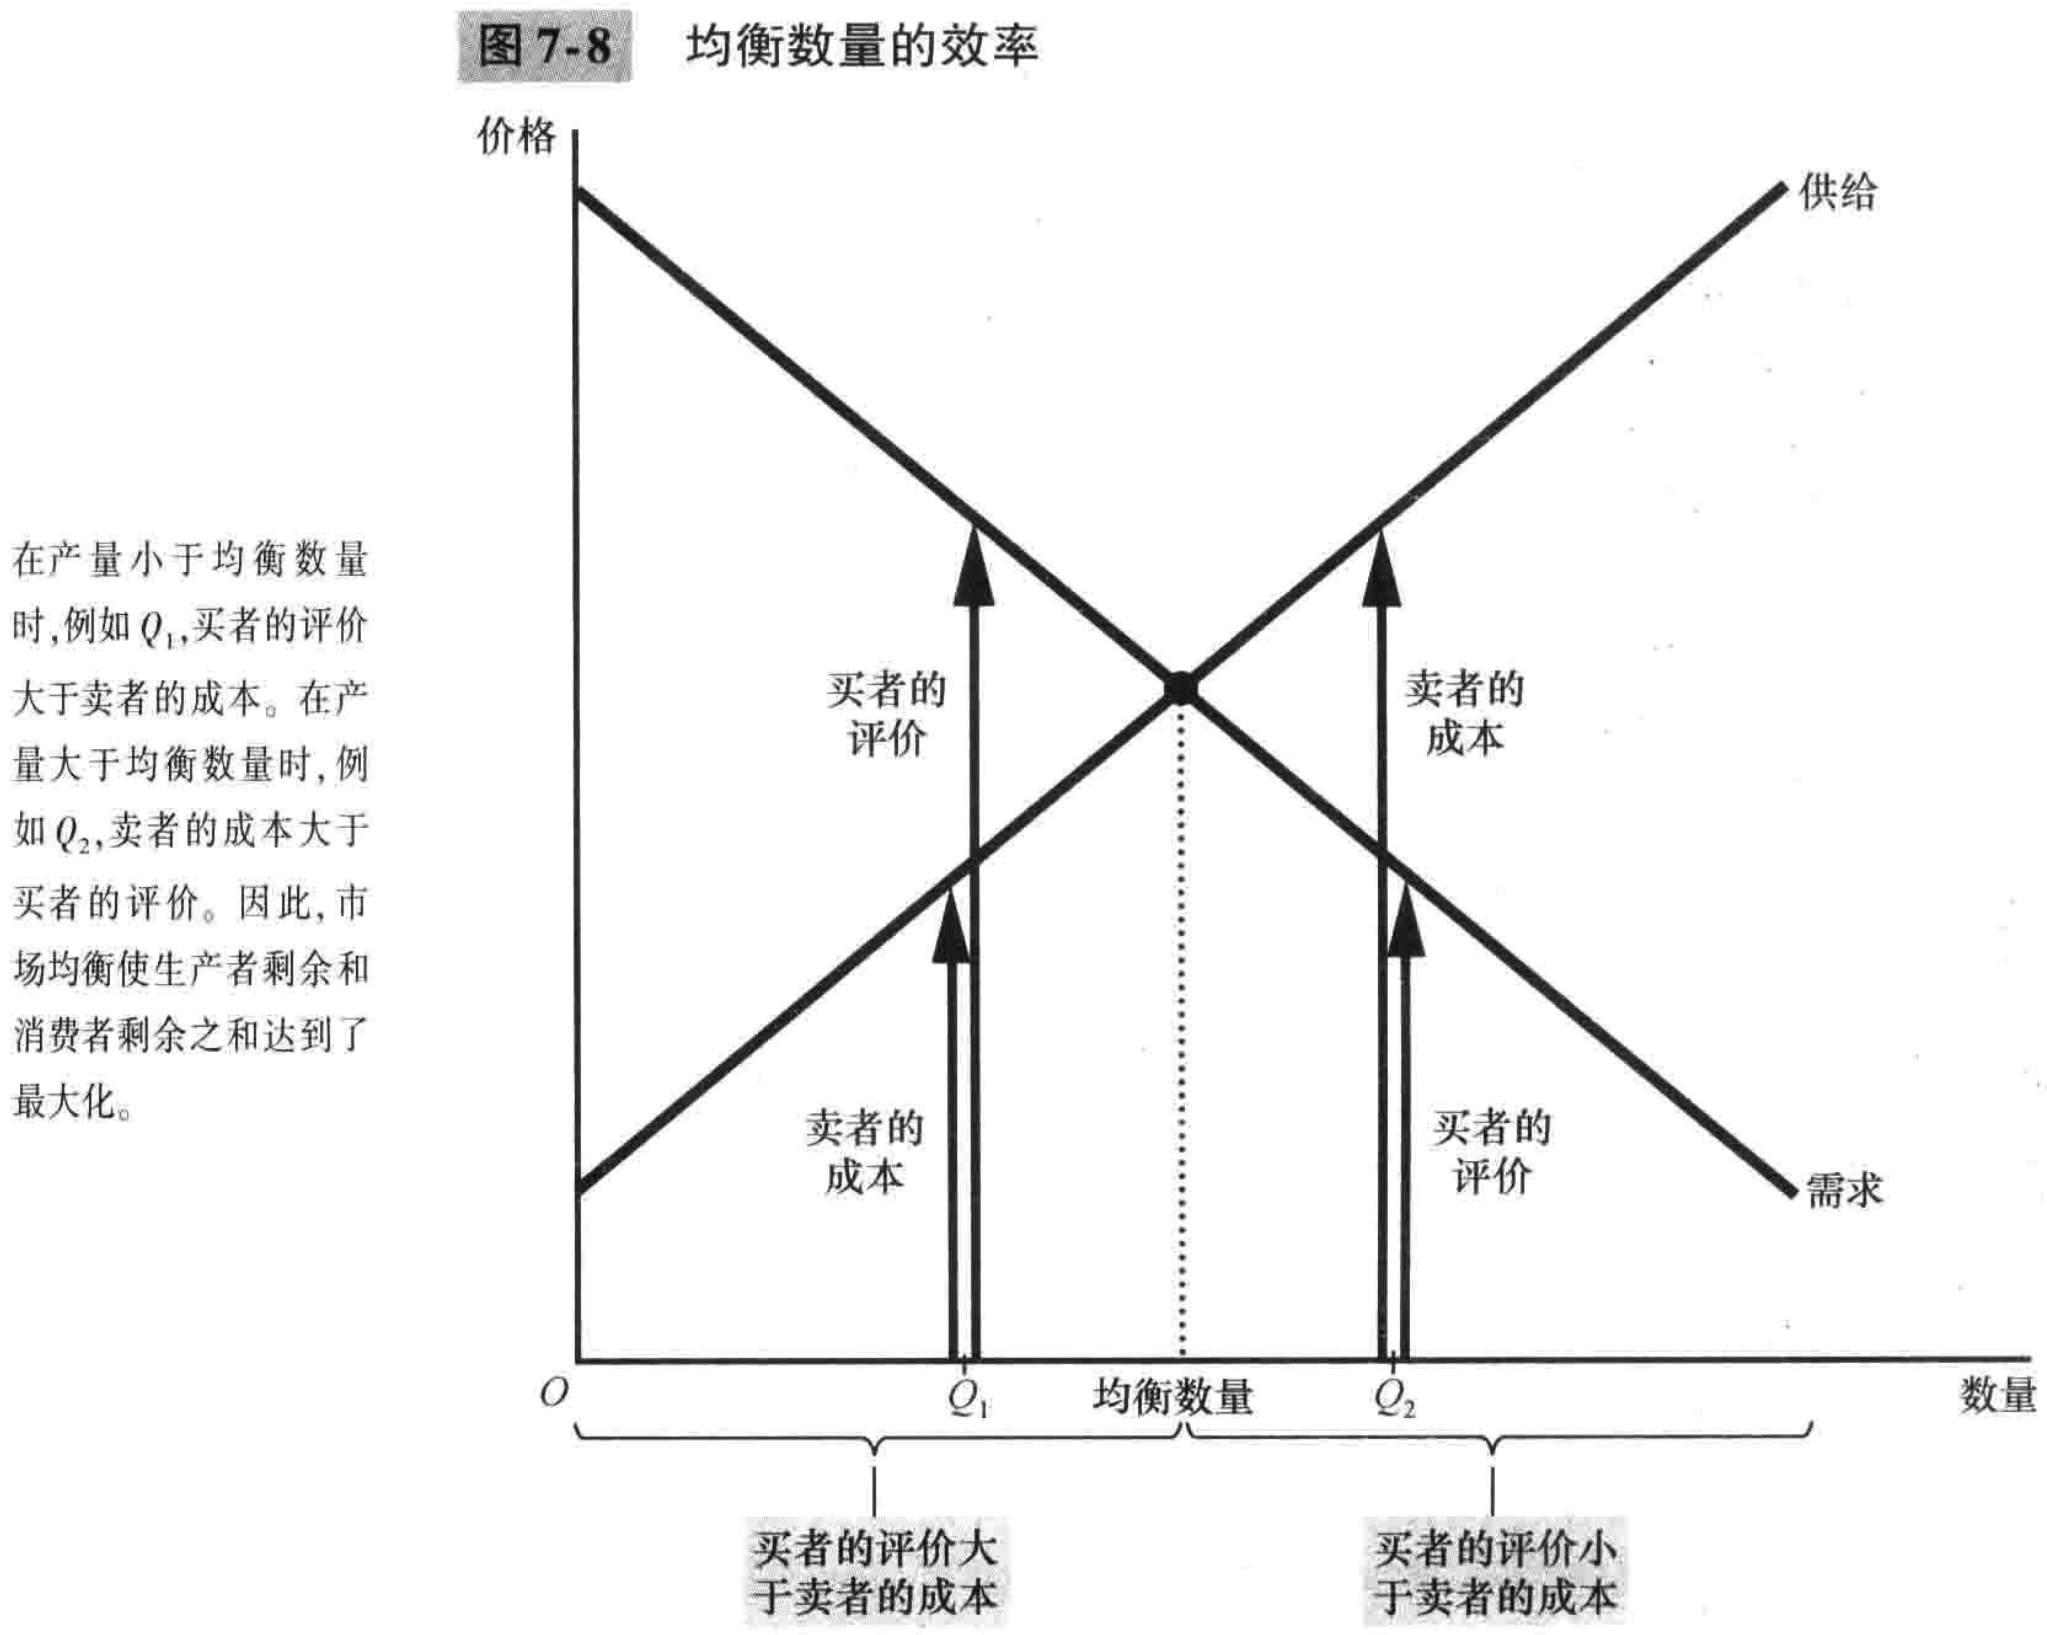 图 7-8 均衡数量的效率
价格
供给
在产量小于均衡数量
时,例如Q₁,买者的评价
大于卖者的成本。在产
量大于均衡数量时,例
如Q₂,卖者的成本大于
买者的评价。因此,市
场均衡使生产者剩余和
消费者剩余之和达到了
最大化。
买者的
评价
卖者的
成本
卖者的
成本
买者的
评价
需求
O Q₁ 均衡数量 Q₂ 数量
买者的评价大
于卖者的成本
买者的评价小
于卖者的成本